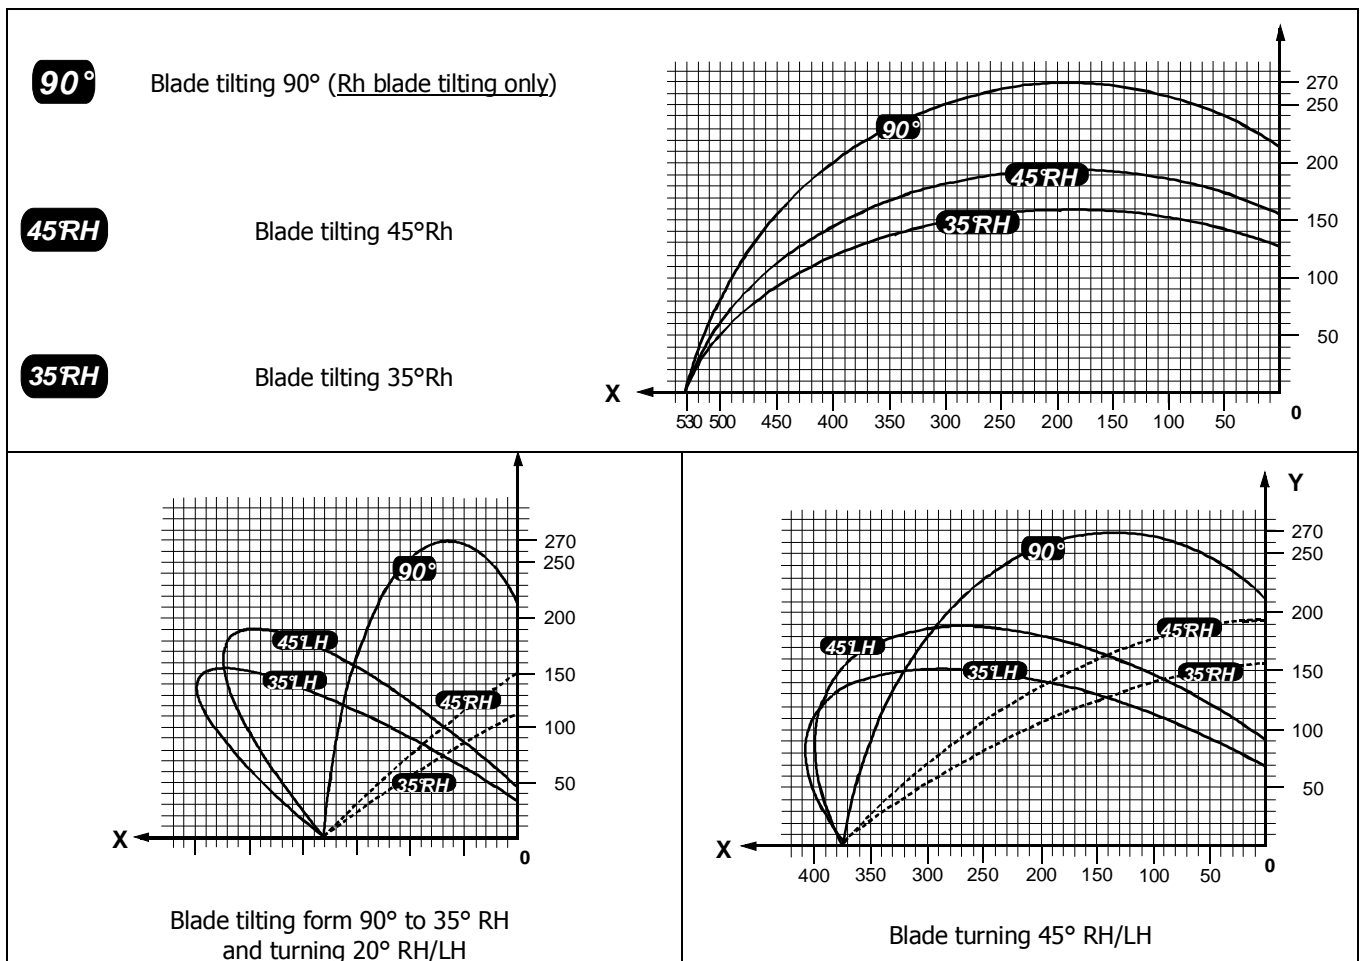 90°
Blade tilting 90° (Rh blade tilting only)
45°RH
Blade tilting 45°Rh
35°RH
Blade tilting 35°Rh
90°
45°RH
35°RH
270
250
200
150
100
50
X
530 500 450 400 350 300 250 200 150 100 50
0
90°
45°LH
35°LH
45°RH
35°RH
270
250
200
150
100
50
X
0
Blade tilting form 90° to 35° RH
and turning 20° RH/LH
Y
90°
45°LH
35°LH
45°RH
35°RH
270
250
200
150
100
50
X
400 350 300 250 200 150 100 50
0
Blade turning 45° RH/LH